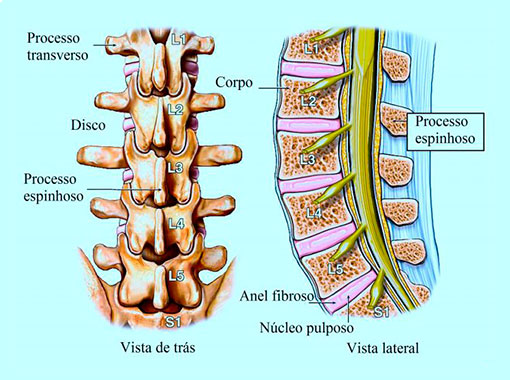 Processo
transverso
L1
L2
Disco
L3
Processo
espinhoso
L4
L5
S1
Vista de trás
L1
Corpo
L2
Processo
espinhoso
L3
L4
L5
Anel fibroso
S1
Núcleo pulposo
Vista lateral